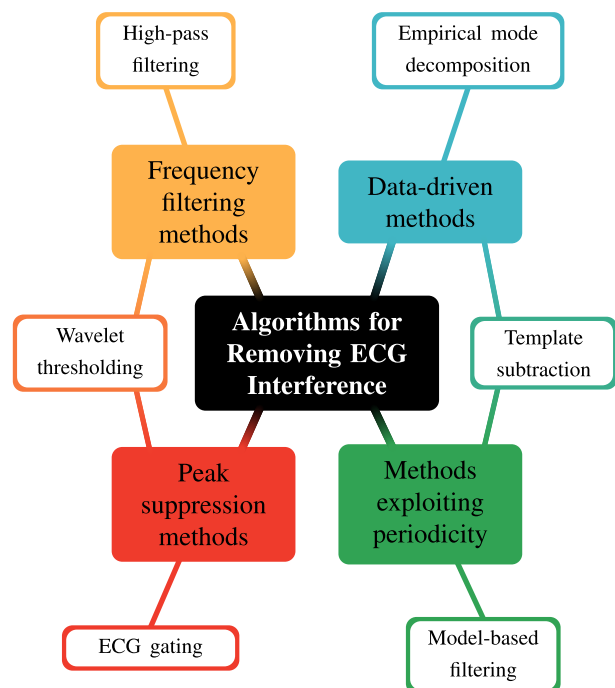 High-pass
filtering
Empirical mode
decomposition
Frequency
filtering
methods
Data-driven
methods
Algorithms for
Removing ECG
Interference
Wavelet
thresholding
Template
subtraction
Peak
suppression
methods
Methods
exploiting
periodicity
ECG gating
Model-based
filtering